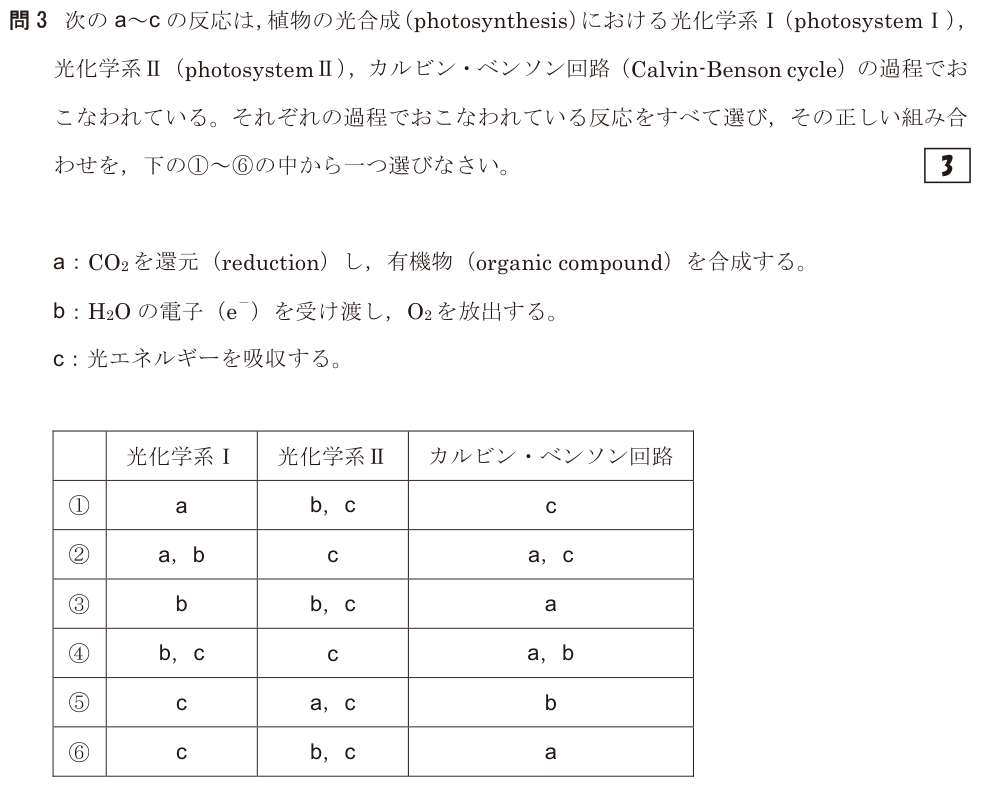 問3 次の a～c の反応は，植物の光合成（photosynthesis）における光化学系Ⅰ（photosystemⅠ），
光化学系Ⅱ（photosystemⅡ），カルビン・ベンソン回路（Calvin-Benson cycle）の過程でお
こなわれている。それぞれの過程でおこなわれている反応をすべて選び，その正しい組み合
わせを，下の①～⑥の中から一つ選びなさい。 3
a：CO₂を還元（reduction）し，有機物（organic compound）を合成する。
b：H₂O の電子（e⁻）を受け渡し，O₂を放出する。
c：光エネルギーを吸収する。
光化学系Ⅰ 光化学系Ⅱ カルビン・ベンソン回路
① a b，c c
② a，b c a，c
③ b b，c a
④ b，c c a，b
⑤ c a，c b
⑥ c b，c a